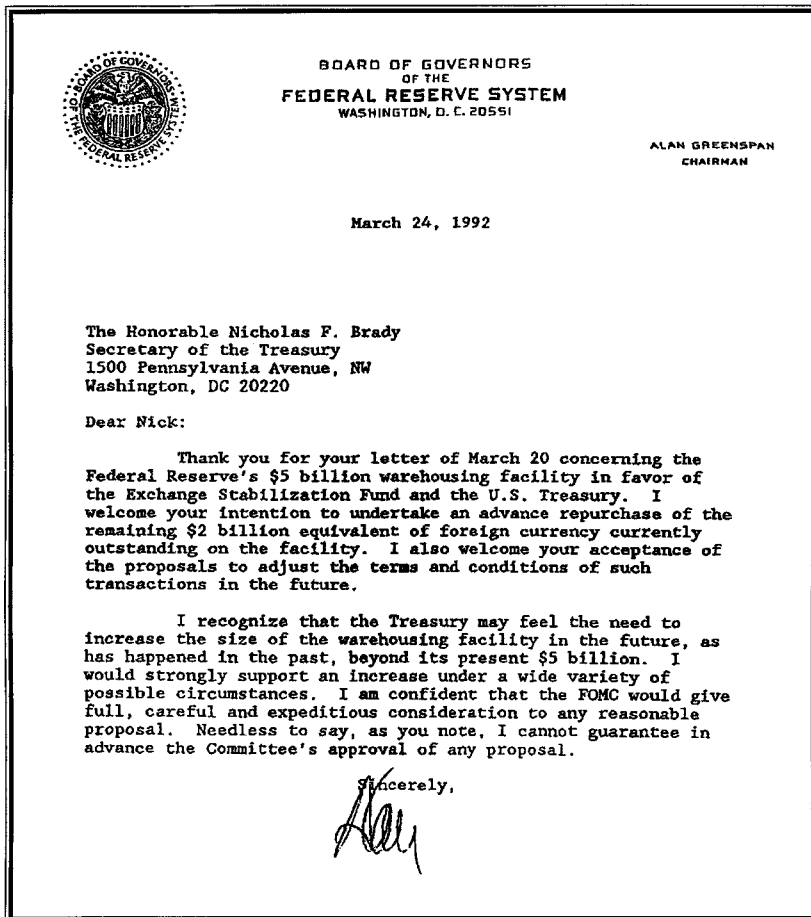 BOARD OF GOVERNORS
OF THE
FEDERAL RESERVE SYSTEM
WASHINGTON, D. C. 20551
BOARD OF GOVERNORS
OF THE FEDERAL RESERVE SYSTEM
ALAN GREENSPAN
CHAIRMAN
March 24, 1992
The Honorable Nicholas F. Brady
Secretary of the Treasury
1500 Pennsylvania Avenue, NW
Washington, DC 20220
Dear Nick:
Thank you for your letter of March 20 concerning the
Federal Reserve's $5 billion warehousing facility in favor of
the Exchange Stabilization Fund and the U.S. Treasury. I
welcome your intention to undertake an advance repurchase of the
remaining $2 billion equivalent of foreign currency currently
outstanding on the facility. I also welcome your acceptance of
the proposals to adjust the terms and conditions of such
transactions in the future.
I recognize that the Treasury may feel the need to
increase the size of the warehousing facility in the future, as
has happened in the past, beyond its present $5 billion. I
would strongly support an increase under a wide variety of
possible circumstances. I am confident that the FOMC would give
full, careful and expeditious consideration to any reasonable
proposal. Needless to say, as you note, I cannot guarantee in
advance the Committee's approval of any proposal.
Sincerely,
Alan